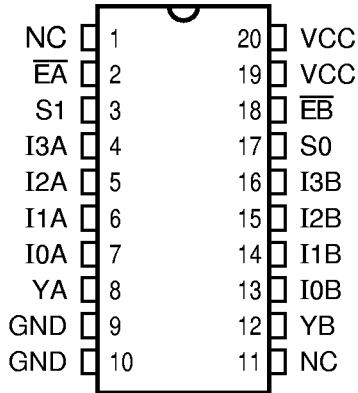 NC 1 20 VCC
E̅A̅ 2 19 VCC
S1 3 18 E̅B̅
I3A 4 17 S0
I2A 5 16 I3B
I1A 6 15 I2B
I0A 7 14 I1B
YA 8 13 I0B
GND 9 12 YB
GND 10 11 NC